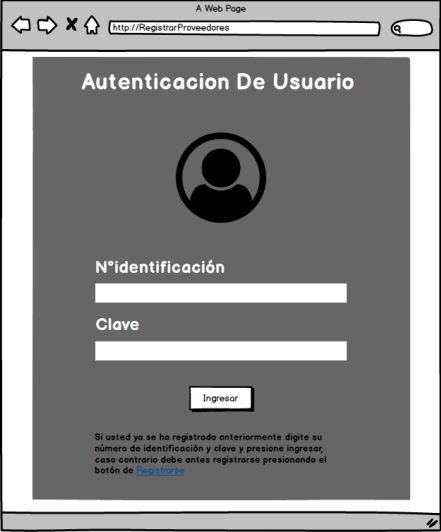 A Web Page
http://RegistrarProveedores
Autenticacion De Usuario
N°identificación
Clave
Ingresar
Si usted ya se ha registrado anteriormente digite su
número de identificación y clave y presione ingresar,
caso contrario debe antes registrarse presionando el
botón de Registrarse